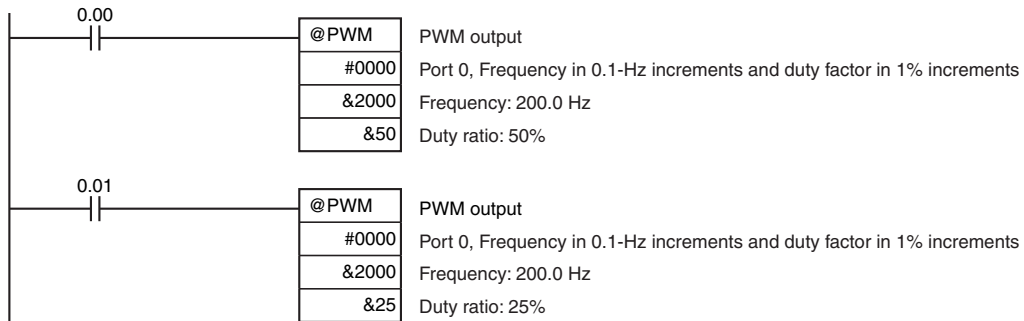 0.00
@PWM PWM output
#0000 Port 0, Frequency in 0.1-Hz increments and duty factor in 1% increments
&2000 Frequency: 200.0 Hz
&50 Duty ratio: 50%
0.01
@PWM PWM output
#0000 Port 0, Frequency in 0.1-Hz increments and duty factor in 1% increments
&2000 Frequency: 200.0 Hz
&25 Duty ratio: 25%